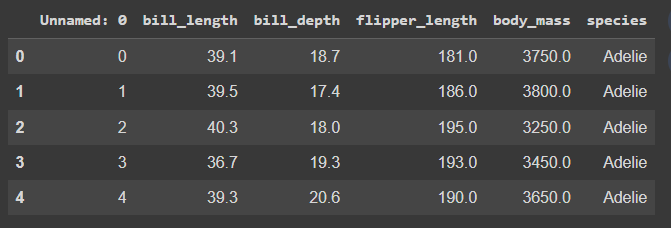 Unnamed: 0 bill_length bill_depth flipper_length body_mass species
0 0 39.1 18.7 181.0 3750.0 Adelie
1 1 39.5 17.4 186.0 3800.0 Adelie
2 2 40.3 18.0 195.0 3250.0 Adelie
3 3 36.7 19.3 193.0 3450.0 Adelie
4 4 39.3 20.6 190.0 3650.0 Adelie